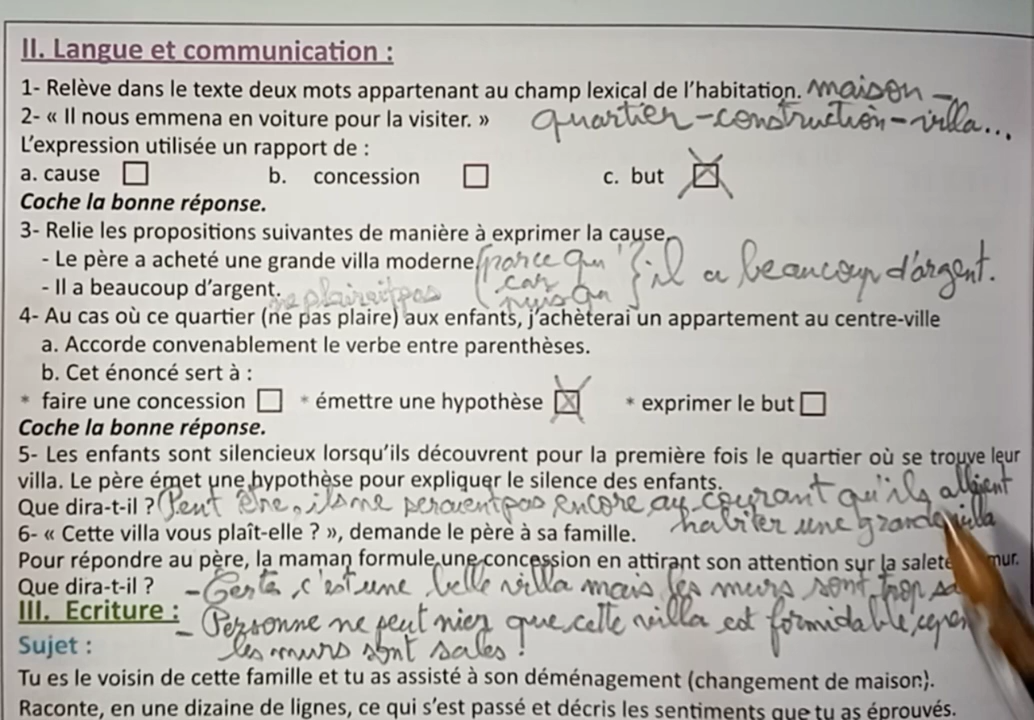 II. Langue et communication :
1- Relève dans le texte deux mots appartenant au champ lexical de l'habitation. maison -
2- « Il nous emmena en voiture pour la visiter. » quartier - construction - villa...
L'expression utilisée un rapport de :
a. cause b. concession c. but
Coche la bonne réponse.
3- Relie les propositions suivantes de manière à exprimer la cause.
- Le père a acheté une grande villa moderne. parce qu' il a beaucoup d'argent.
car
- Il a beaucoup d'argent. puisqu'
ne plairait pas
4- Au cas où ce quartier (ne pas plaire) aux enfants, j'achèterai un appartement au centre-ville
a. Accorde convenablement le verbe entre parenthèses.
b. Cet énoncé sert à :
* faire une concession * émettre une hypothèse * exprimer le but
Coche la bonne réponse.
5- Les enfants sont silencieux lorsqu'ils découvrent pour la première fois le quartier où se trouve leur
villa. Le père émet une hypothèse pour expliquer le silence des enfants.
Que dira-t-il ? Peut être, ils ne seraient pas encore au courant qu'ils allaient
habiter une grande villa
6- « Cette villa vous plaît-elle ? », demande le père à sa famille.
Pour répondre au père, la maman formule une concession en attirant son attention sur la saleté mur.
Que dira-t-il ? - Certes, c'est une belle villa mais les murs sont trop
III. Ecriture :
- Personne ne peut nier que cette villa est formidable,
les murs sont sales !
Sujet :
Tu es le voisin de cette famille et tu as assisté à son déménagement (changement de maison).
Raconte, en une dizaine de lignes, ce qui s'est passé et décris les sentiments que tu as éprouvés.